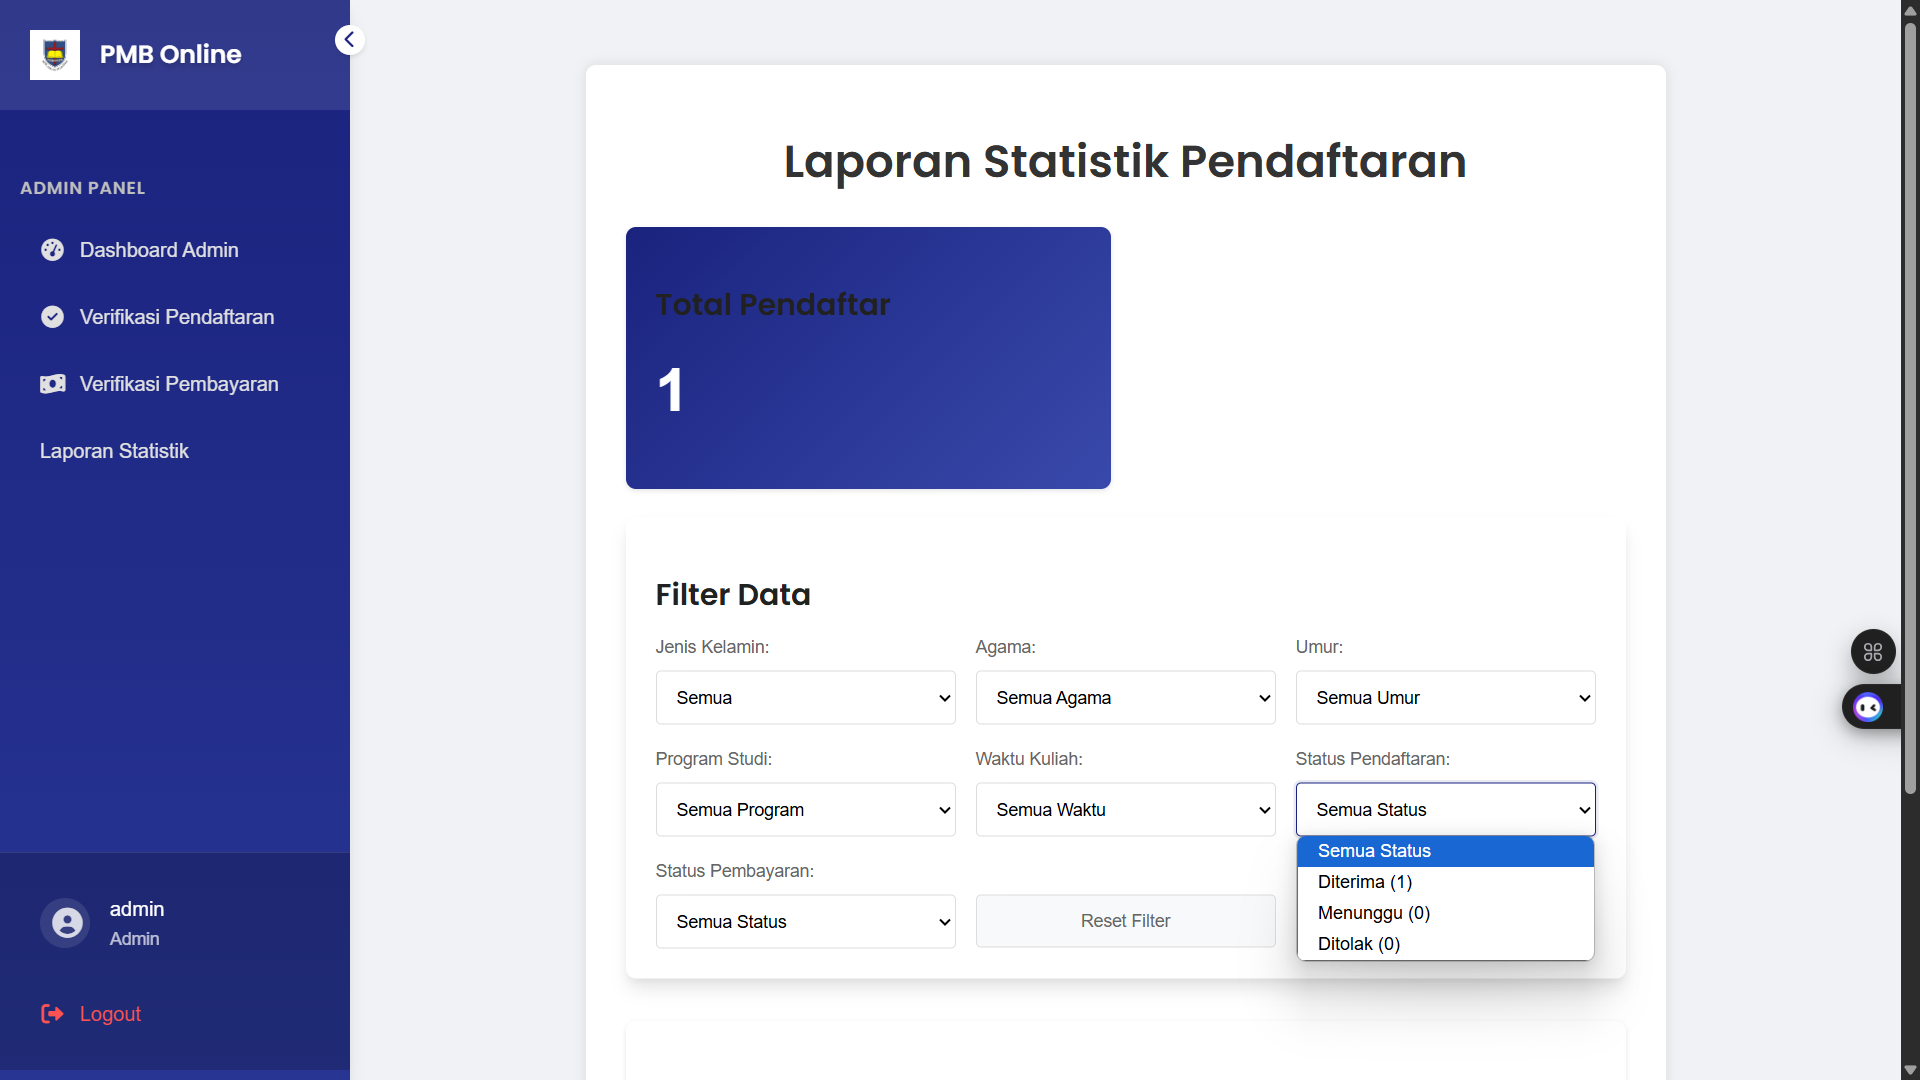 PMB Online
ADMIN PANEL
Dashboard Admin
Verifikasi Pendaftaran
Verifikasi Pembayaran
Laporan Statistik
admin
Admin
Logout
Laporan Statistik Pendaftaran
Total Pendaftar
1
Filter Data
Jenis Kelamin: Agama: Umur:
Semua Semua Agama Semua Umur
Program Studi: Waktu Kuliah: Status Pendaftaran:
Semua Program Semua Waktu Semua Status
Semua Status
Diterima (1)
Menunggu (0)
Ditolak (0)
Status Pembayaran:
Semua Status Reset Filter